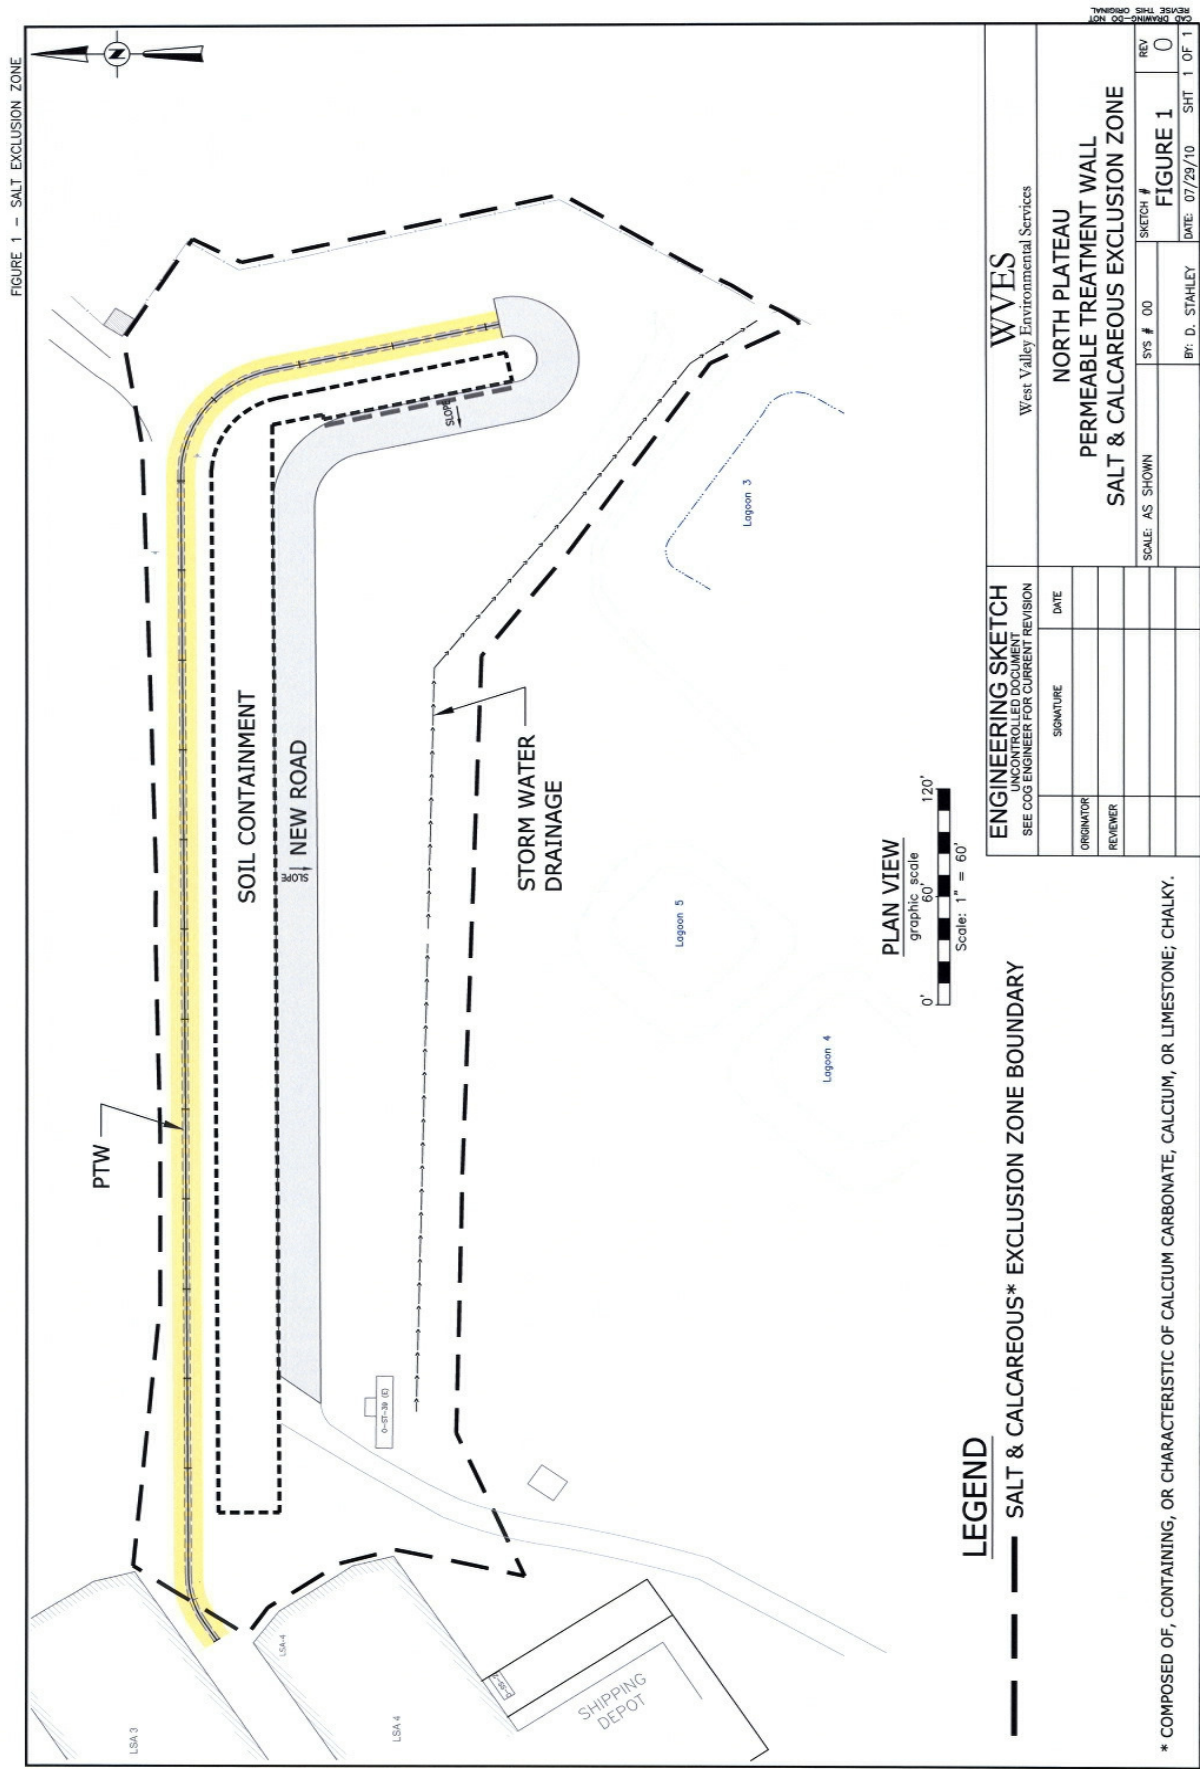 FIGURE 1 – SALT EXCLUSION ZONE
N
PTW
SOIL CONTAINMENT
SLOPE
NEW ROAD
SLOPE
STORM WATER
DRAINAGE
Lagoon 3
Lagoon 5
Lagoon 4
LSA 3
LSA-4
LSA 4
SHIPPING
DEPOT
PLAN VIEW
graphic scale
0' 60' 120'
Scale: 1" = 60'
LEGEND
SALT & CALCAREOUS* EXCLUSION ZONE BOUNDARY
* COMPOSED OF, CONTAINING, OR CHARACTERISTIC OF CALCIUM CARBONATE, CALCIUM, OR LIMESTONE; CHALKY.
ENGINEERING SKETCH
UNCONTROLLED DOCUMENT
SEE COG ENGINEER FOR CURRENT REVISION
SIGNATURE DATE
ORIGINATOR
REVIEWER
WVES
West Valley Environmental Services
NORTH PLATEAU
PERMEABLE TREATMENT WALL
SALT & CALCAREOUS EXCLUSION ZONE
SCALE: AS SHOWN
SYS # 00
SKETCH #
FIGURE 1
REV
0
BY: D. STAHLEY
DATE: 07/29/10
SHT 1 OF 1
CAD DRAWING–DO NOT
REVISE THIS ORIGINAL